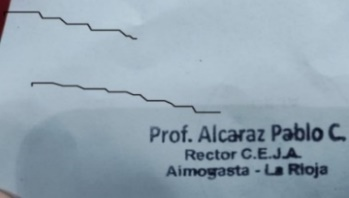 Prof. Alcaraz Pablo C.
Rector C.E.J.A.
Aimogasta - La Rioja